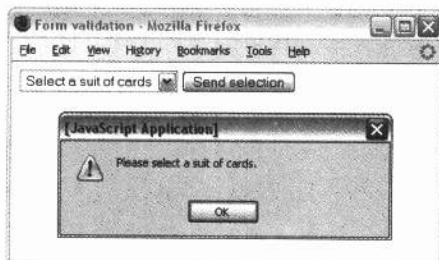 Form validation - Mozilla Firefox
File Edit View History Bookmarks Tools Help
Select a suit of cards Send selection
[JavaScript Application]
Please select a suit of cards.
OK